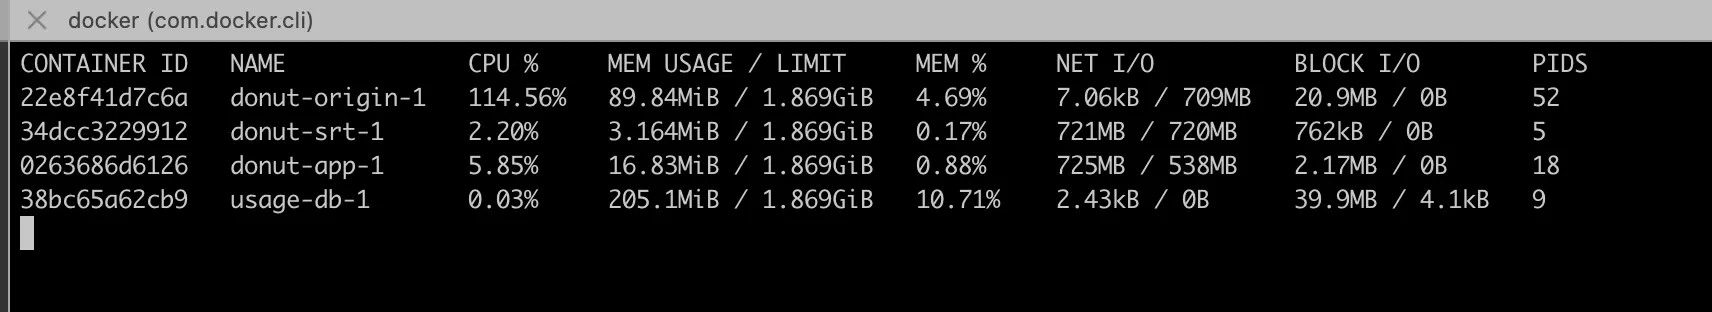 docker (com.docker.cli)
CONTAINER ID NAME CPU % MEM USAGE / LIMIT MEM % NET I/O BLOCK I/O PIDS
22e8f41d7c6a donut-origin-1 114.56% 89.84MiB / 1.869GiB 4.69% 7.06kB / 709MB 20.9MB / 0B 52
34dcc3229912 donut-srt-1 2.20% 3.164MiB / 1.869GiB 0.17% 721MB / 720MB 762kB / 0B 5
0263686d6126 donut-app-1 5.85% 16.83MiB / 1.869GiB 0.88% 725MB / 538MB 2.17MB / 0B 18
38bc65a62cb9 usage-db-1 0.03% 205.1MiB / 1.869GiB 10.71% 2.43kB / 0B 39.9MB / 4.1kB 9